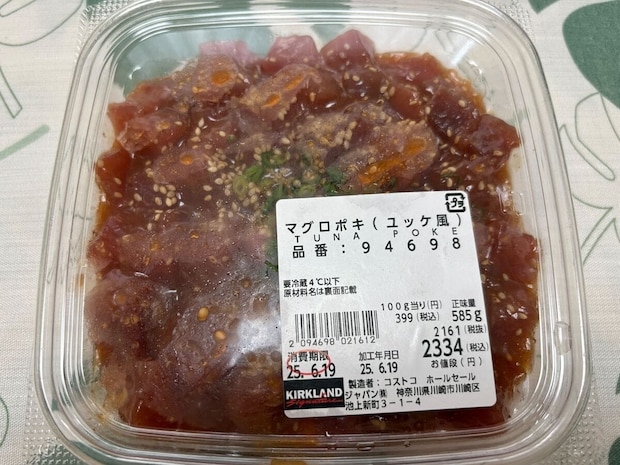 プラ
マグロポキ(ユッケ風)
TUNA POKE
品番:94698
要冷蔵4℃以下
原材料名は裏面記載
100g当り(円) 正味量
399(税込) 585g
2161(税抜)
2334(税込)
お値段(円)
2094698021612
消費期限 加工年月日
25. 6.19 25. 6.19
KIRKLAND
Signature
製造者:コストコ ホールセール
ジャパン㈱ 神奈川県川崎市川崎区
池上新町3-1-4